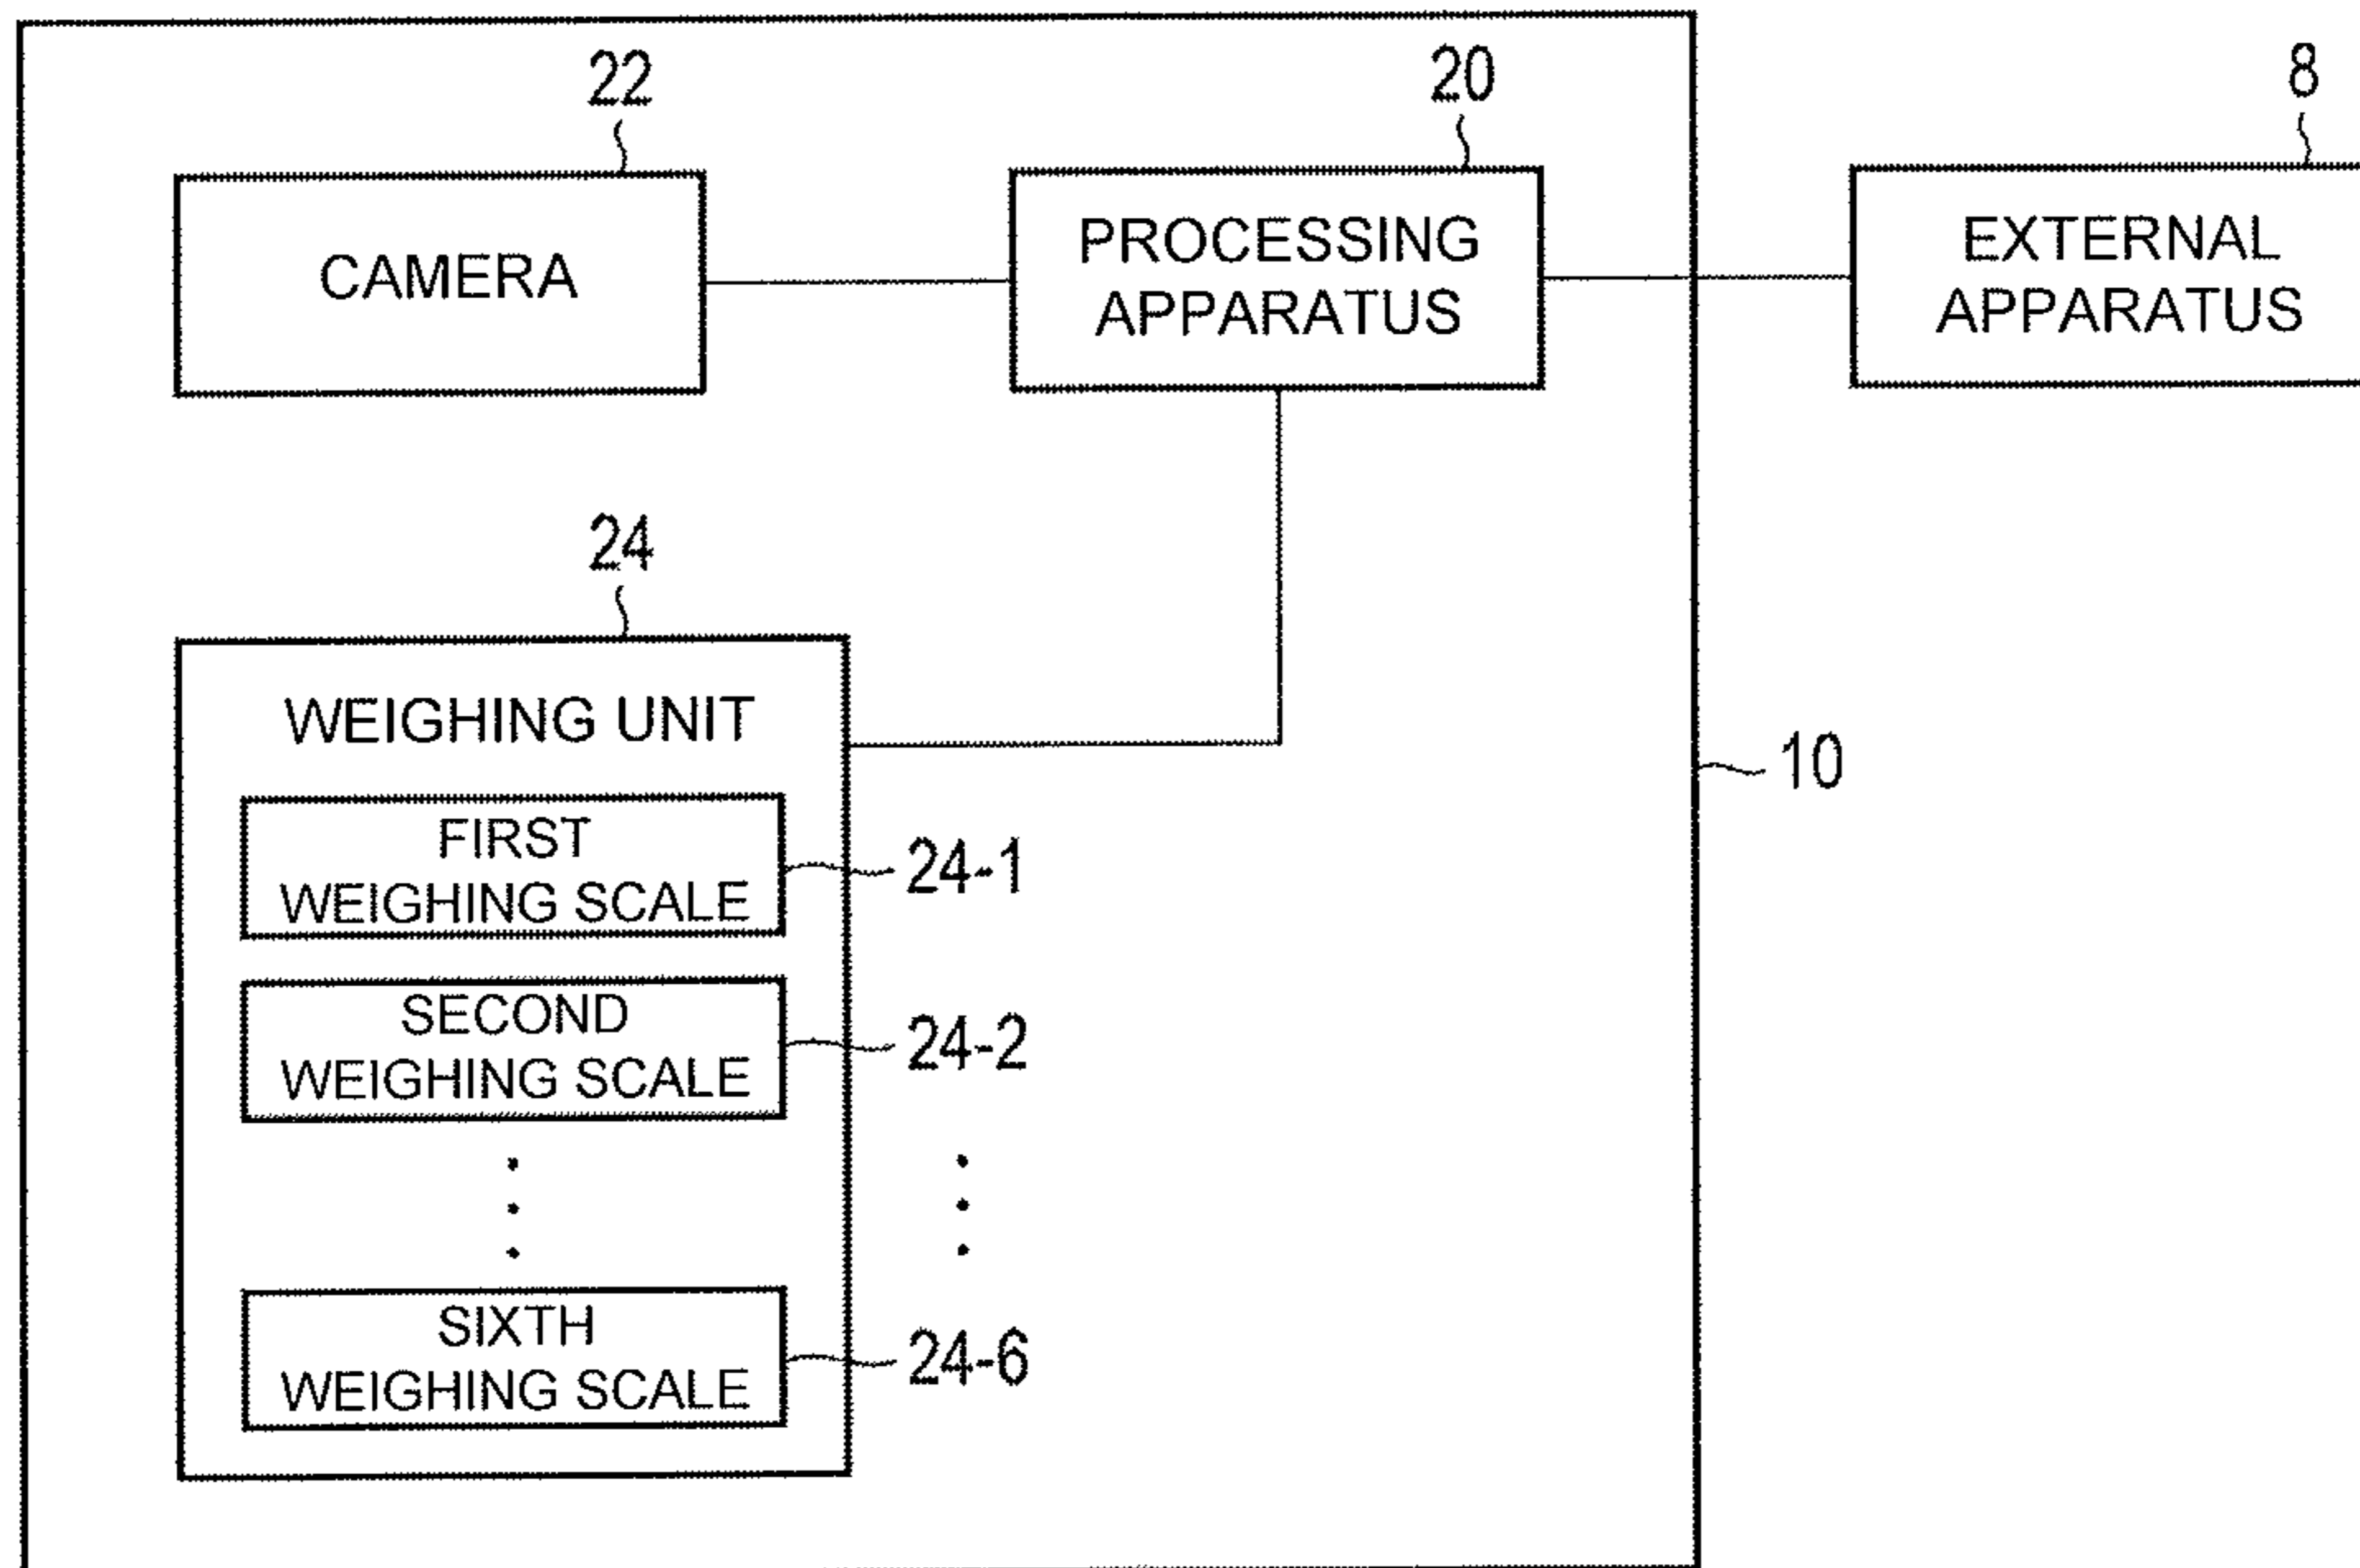 22
20
8
CAMERA
PROCESSING
APPARATUS
EXTERNAL
APPARATUS
24
WEIGHING UNIT
10
FIRST
WEIGHING SCALE
24-1
SECOND
WEIGHING SCALE
24-2
SIXTH
WEIGHING SCALE
24-6